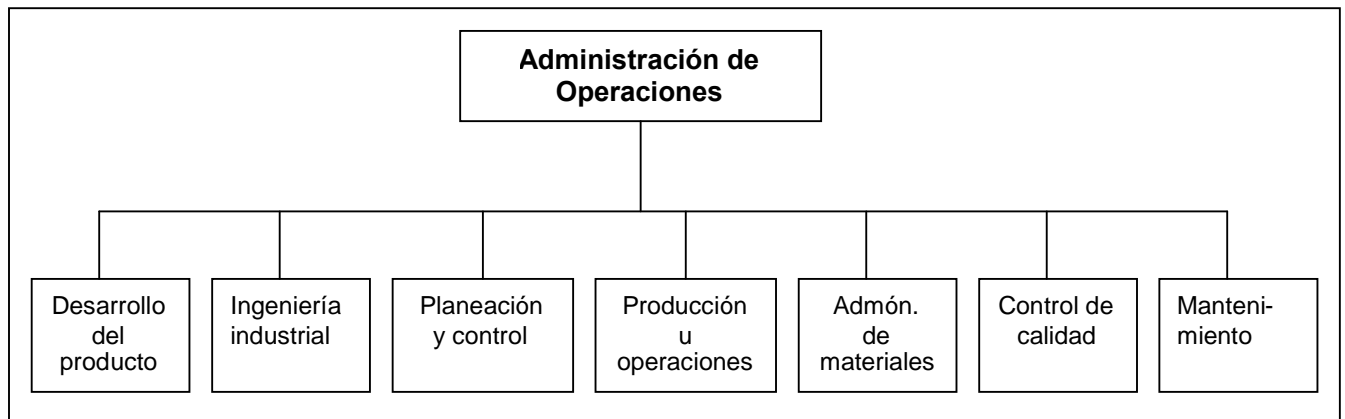 Administración de
Operaciones
Desarrollo
del
producto
Ingeniería
industrial
Planeación
y control
Producción
u
operaciones
Admón.
de
materiales
Control de
calidad
Manteni-
miento